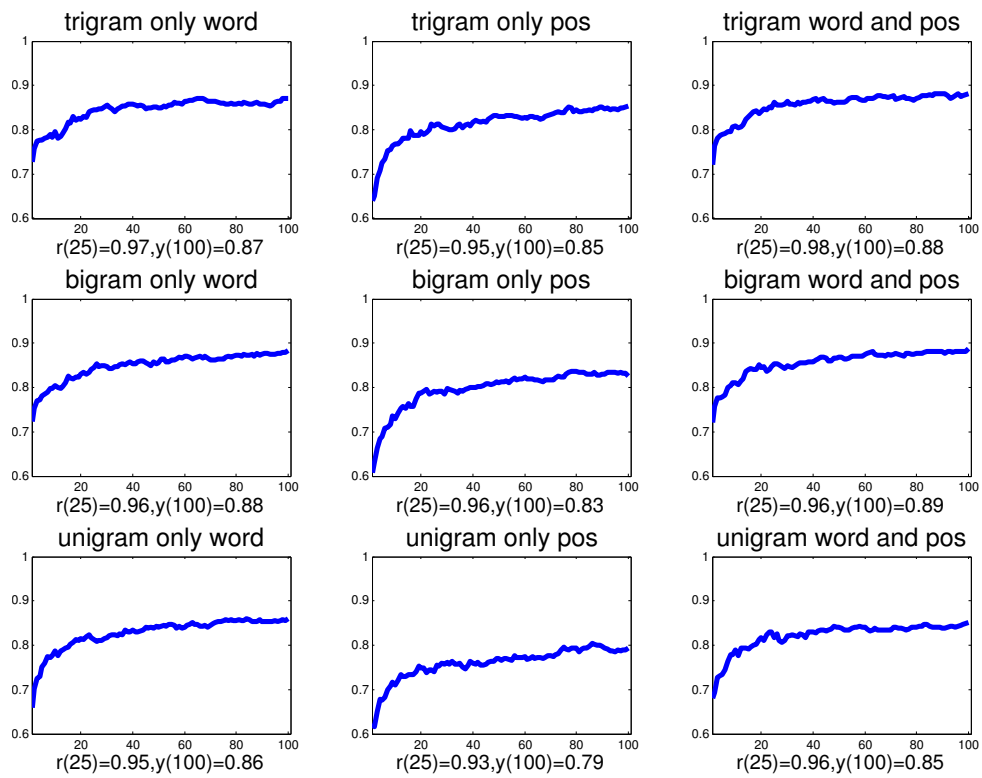 trigram only word trigram only pos trigram word and pos
1 1 1
0.9 0.9 0.9
0.8 0.8 0.8
0.7 0.7 0.7
0.6 0.6 0.6
20 40 60 80 100 20 40 60 80 100 20 40 60 80 100
r(25)=0.97,y(100)=0.87 r(25)=0.95,y(100)=0.85 r(25)=0.98,y(100)=0.88
bigram only word bigram only pos bigram word and pos
1 1 1
0.9 0.9 0.9
0.8 0.8 0.8
0.7 0.7 0.7
0.6 0.6 0.6
20 40 60 80 100 20 40 60 80 100 20 40 60 80 100
r(25)=0.96,y(100)=0.88 r(25)=0.96,y(100)=0.83 r(25)=0.96,y(100)=0.89
unigram only word unigram only pos unigram word and pos
1 1 1
0.9 0.9 0.9
0.8 0.8 0.8
0.7 0.7 0.7
0.6 0.6 0.6
20 40 60 80 100 20 40 60 80 100 20 40 60 80 100
r(25)=0.95,y(100)=0.86 r(25)=0.93,y(100)=0.79 r(25)=0.96,y(100)=0.85